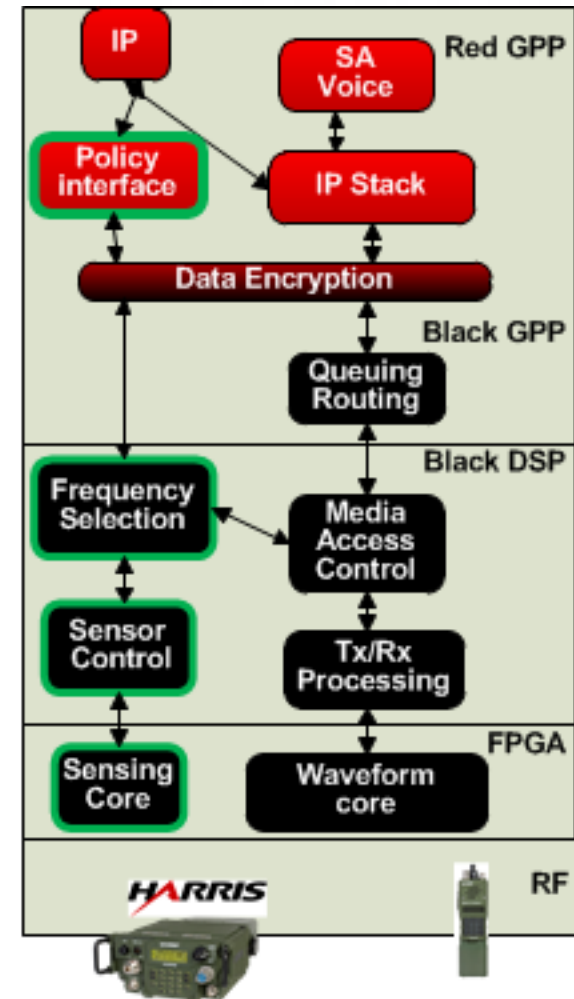 IP
Red GPP
SA
Voice
Policy
interface
IP Stack
Data Encryption
Black GPP
Queuing
Routing
Black DSP
Frequency
Selection
Media
Access
Control
Sensor
Control
Tx/Rx
Processing
FPGA
Sensing
Core
Waveform
core
RF
HARRIS